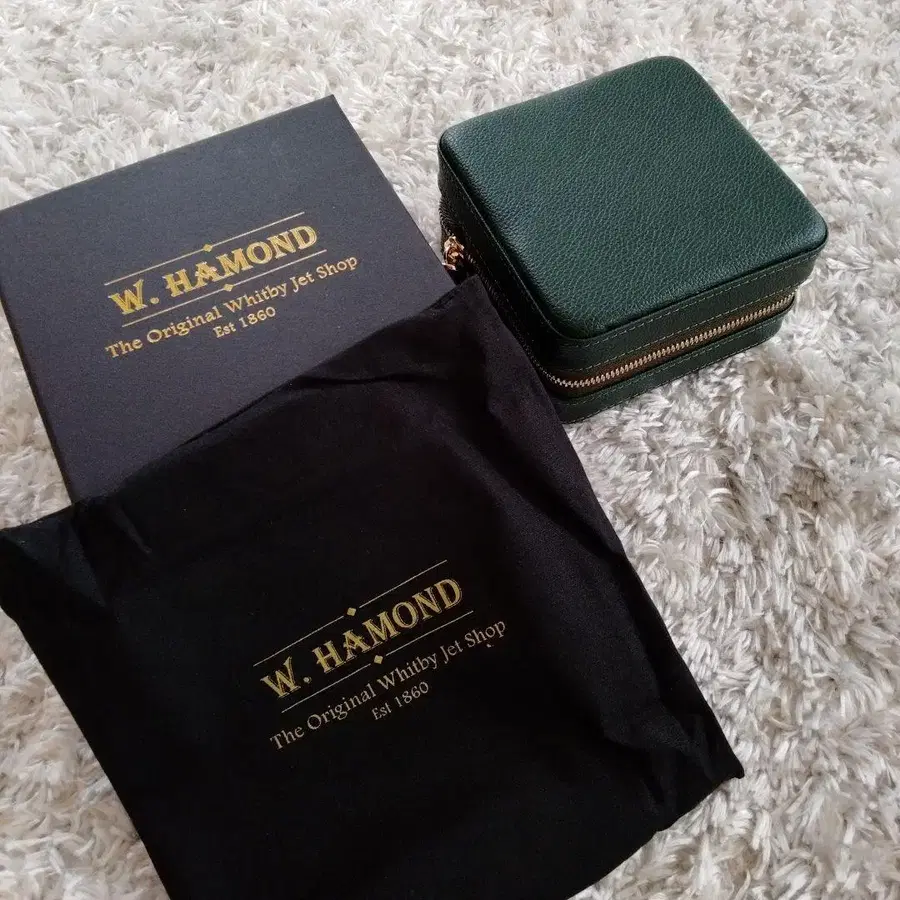 W. HAMOND
The Original Whitby Jet Shop
Est 1860
W. HAMOND
The Original Whitby Jet Shop
Est 1860